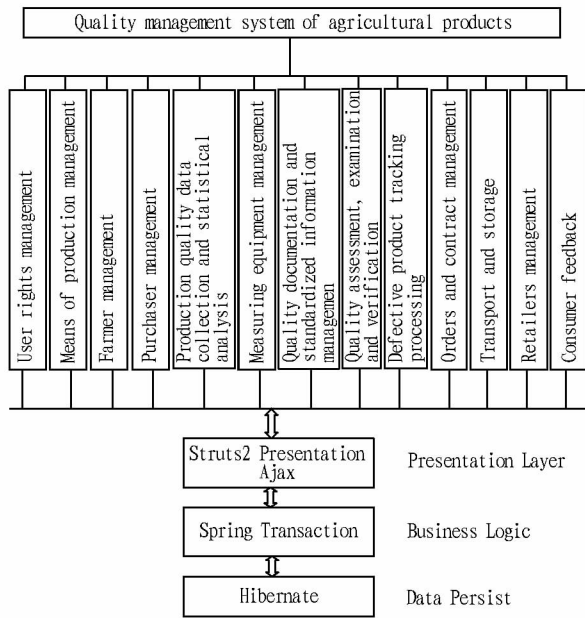 Quality management system of agricultural products
User rights management
Means of production management
Farmer management
Purchaser management
Production quality data
collection and statistical
analysis
Measuring equipment management
Quality documentation and
standardized information
managemen
Quality assessment, examination
and verification
Defective product tracking
processing
Orders and contract management
Transport and storage
Retailers management
Consumer feedback
Struts2 Presentation
Ajax
Presentation Layer
Spring Transaction
Business Logic
Hibernate
Data Persist